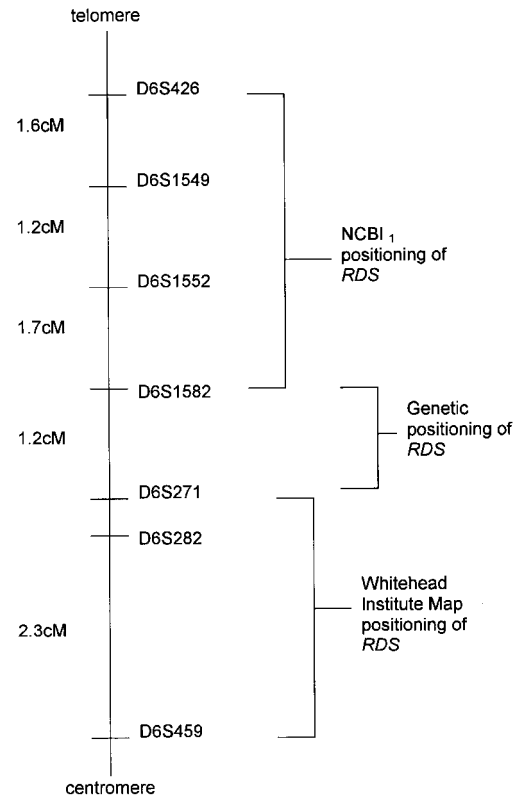 telomere
D6S426
1.6cM
D6S1549
1.2cM
NCBI 1
positioning of
RDS
D6S1552
1.7cM
D6S1582
Genetic
positioning of
RDS
1.2cM
D6S271
D6S282
Whitehead
Institute Map
positioning of
RDS
2.3cM
D6S459
centromere